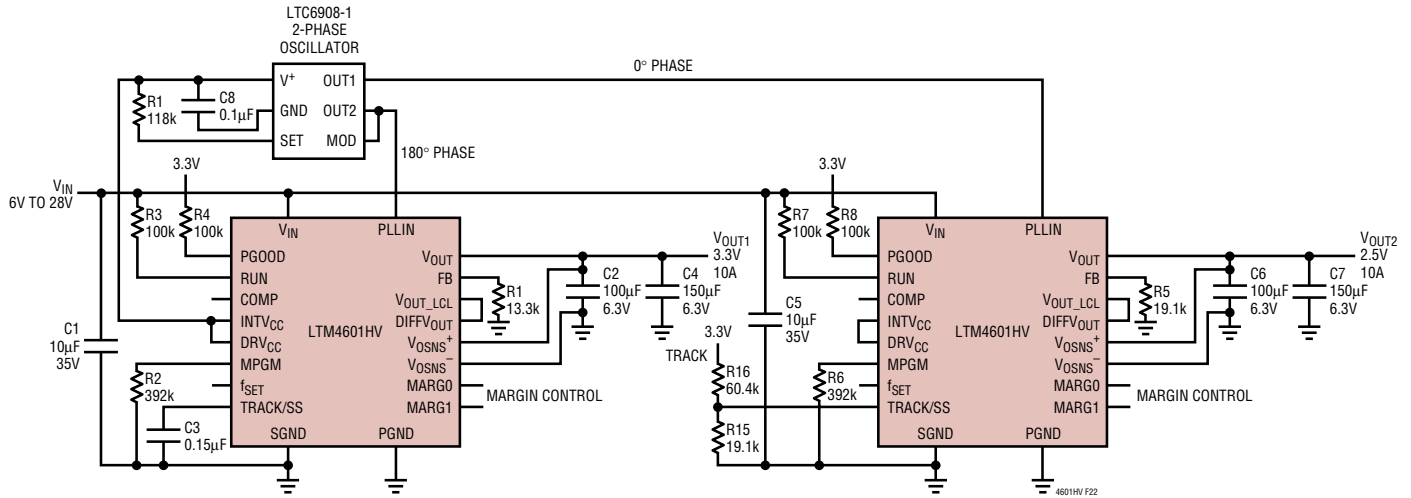 LTC6908-1
2-PHASE
OSCILLATOR
V+ OUT1
GND OUT2
SET MOD
R1
118k
C8
0.1µF
0° PHASE
180° PHASE
3.3V
VIN
6V TO 28V
R3
100k
R4
100k
VIN PLLIN
PGOOD
RUN
COMP
INTVCC
DRVCC
MPGM
fSET
TRACK/SS
SGND PGND
LTM4601HV
VOUT
FB
VOUT_LCL
DIFFVOUT
VOSNS+
VOSNS–
MARG0
MARG1
C1
10µF
35V
R2
392k
C3
0.15µF
R1
13.3k
C2
100µF
6.3V
C4
150µF
6.3V
VOUT1
3.3V
10A
MARGIN CONTROL
3.3V
R7
100k
R8
100k
C5
10µF
35V
3.3V
TRACK
R16
60.4k
R15
19.1k
R6
392k
VIN PLLIN
PGOOD
RUN
COMP
INTVCC
DRVCC
MPGM
fSET
TRACK/SS
SGND PGND
LTM4601HV
VOUT
FB
VOUT_LCL
DIFFVOUT
VOSNS+
VOSNS–
MARG0
MARG1
R5
19.1k
C6
100µF
6.3V
C7
150µF
6.3V
VOUT2
2.5V
10A
MARGIN CONTROL
4601HV F22